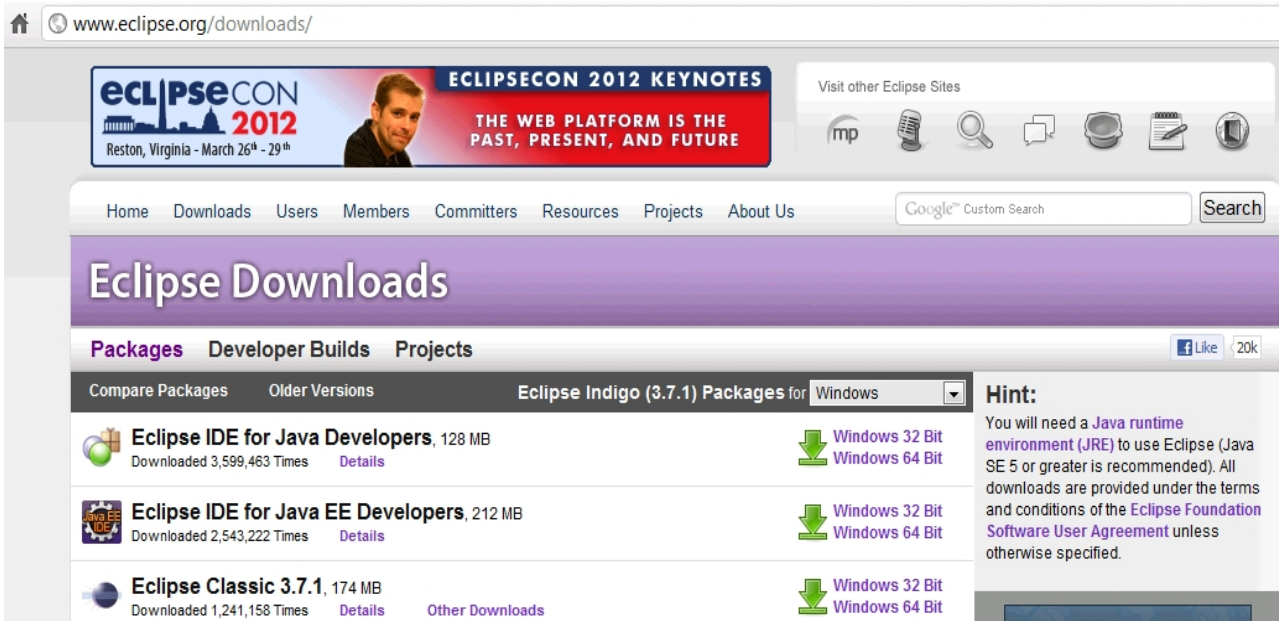 www.eclipse.org/downloads/
eclipseCON
2012
Reston, Virginia - March 26th - 29th
ECLIPSECON 2012 KEYNOTES
THE WEB PLATFORM IS THE
PAST, PRESENT, AND FUTURE
Visit other Eclipse Sites
mp
Home Downloads Users Members Committers Resources Projects About Us
Google™ Custom Search
Search
Eclipse Downloads
Packages Developer Builds Projects
Like 20k
Compare Packages Older Versions Eclipse Indigo (3.7.1) Packages for Windows
Eclipse IDE for Java Developers, 128 MB
Downloaded 3,599,463 Times Details
Windows 32 Bit
Windows 64 Bit
Java EE
IDE
Eclipse IDE for Java EE Developers, 212 MB
Downloaded 2,543,222 Times Details
Windows 32 Bit
Windows 64 Bit
Eclipse Classic 3.7.1, 174 MB
Downloaded 1,241,158 Times Details Other Downloads
Windows 32 Bit
Windows 64 Bit
Hint:
You will need a Java runtime
environment (JRE) to use Eclipse (Java
SE 5 or greater is recommended). All
downloads are provided under the terms
and conditions of the Eclipse Foundation
Software User Agreement unless
otherwise specified.